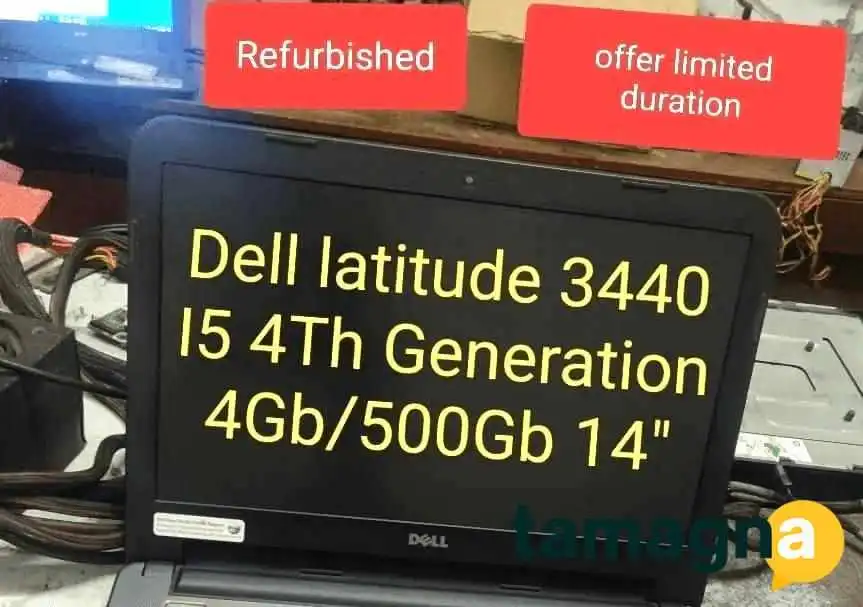 Refurbished
offer limited
duration
Dell latitude 3440
I5 4Th Generation
4Gb/500Gb 14"
DELL
tamagna